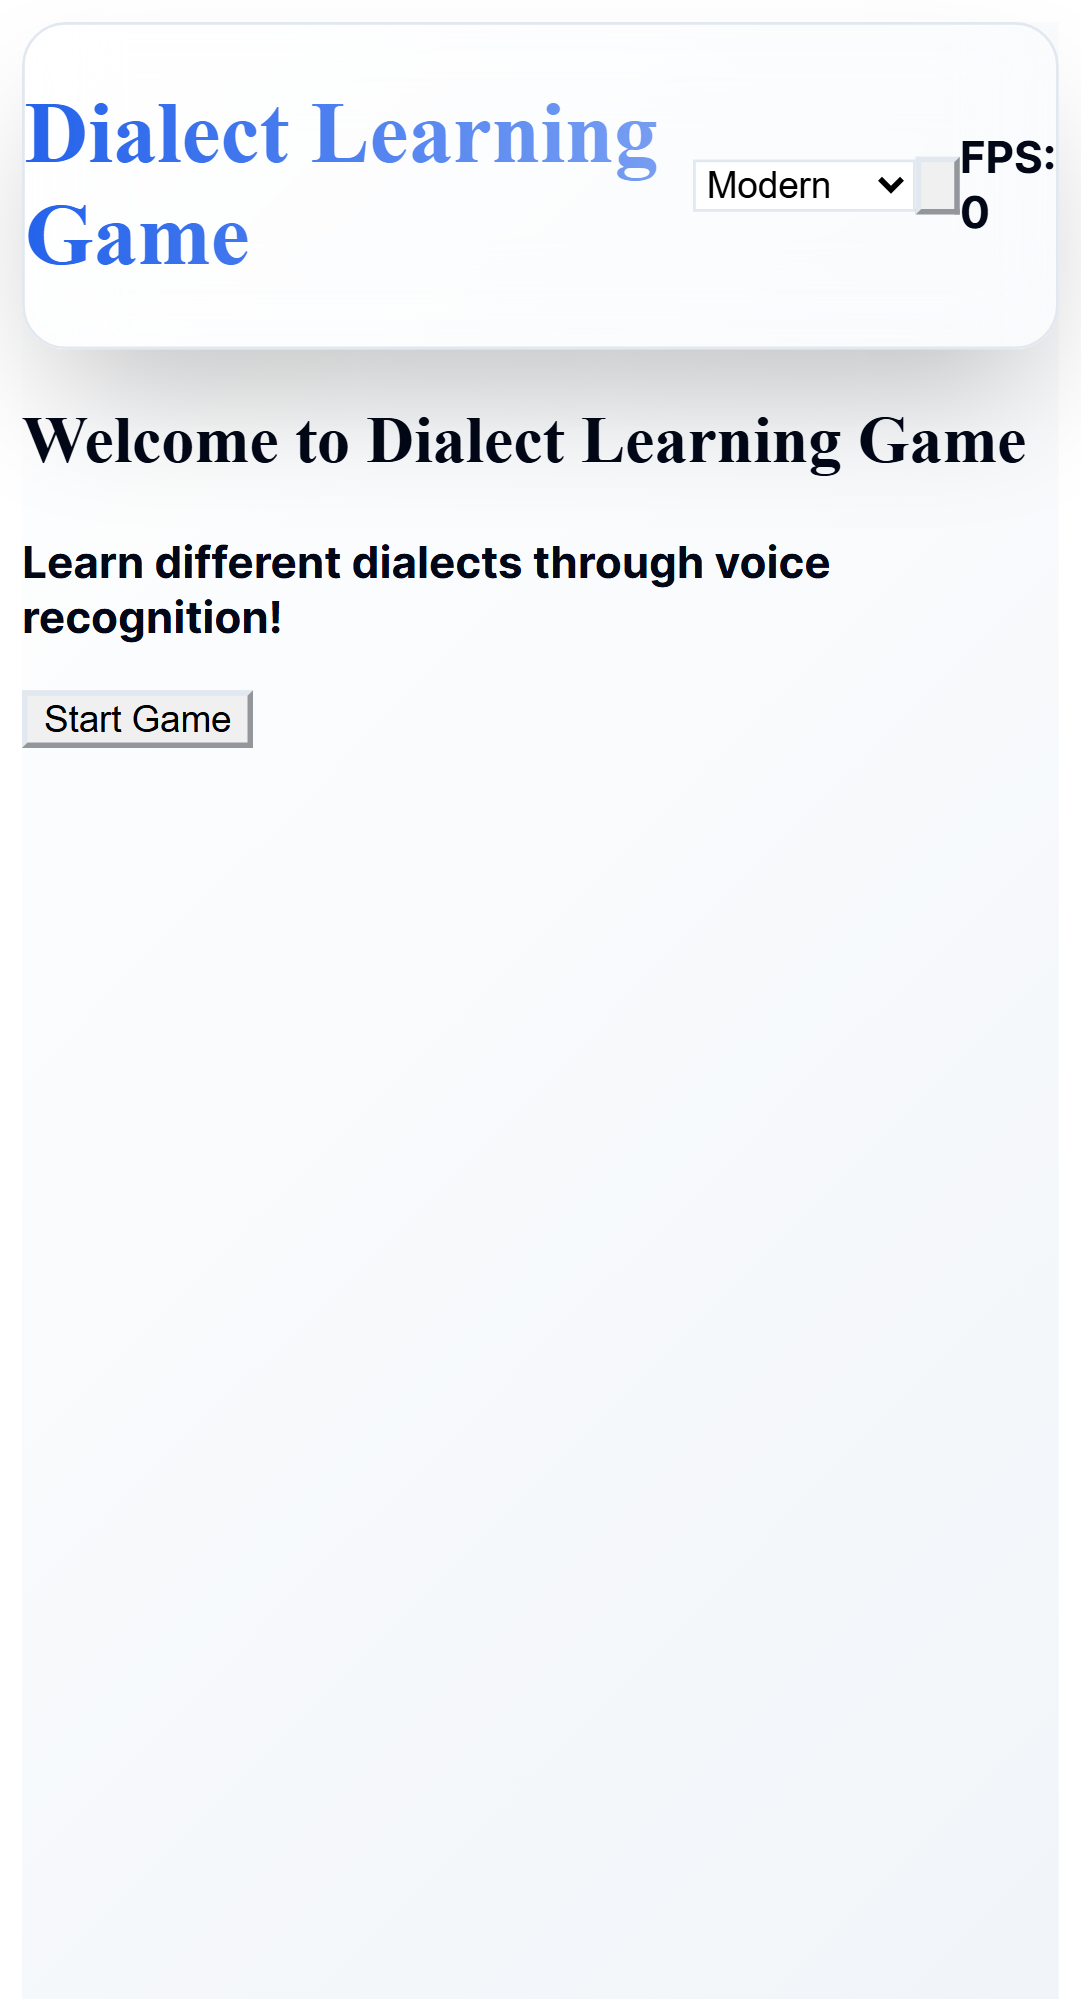 Dialect Learning
Game
Modern
FPS:
0
Welcome to Dialect Learning Game
Learn different dialects through voice
recognition!
Start Game